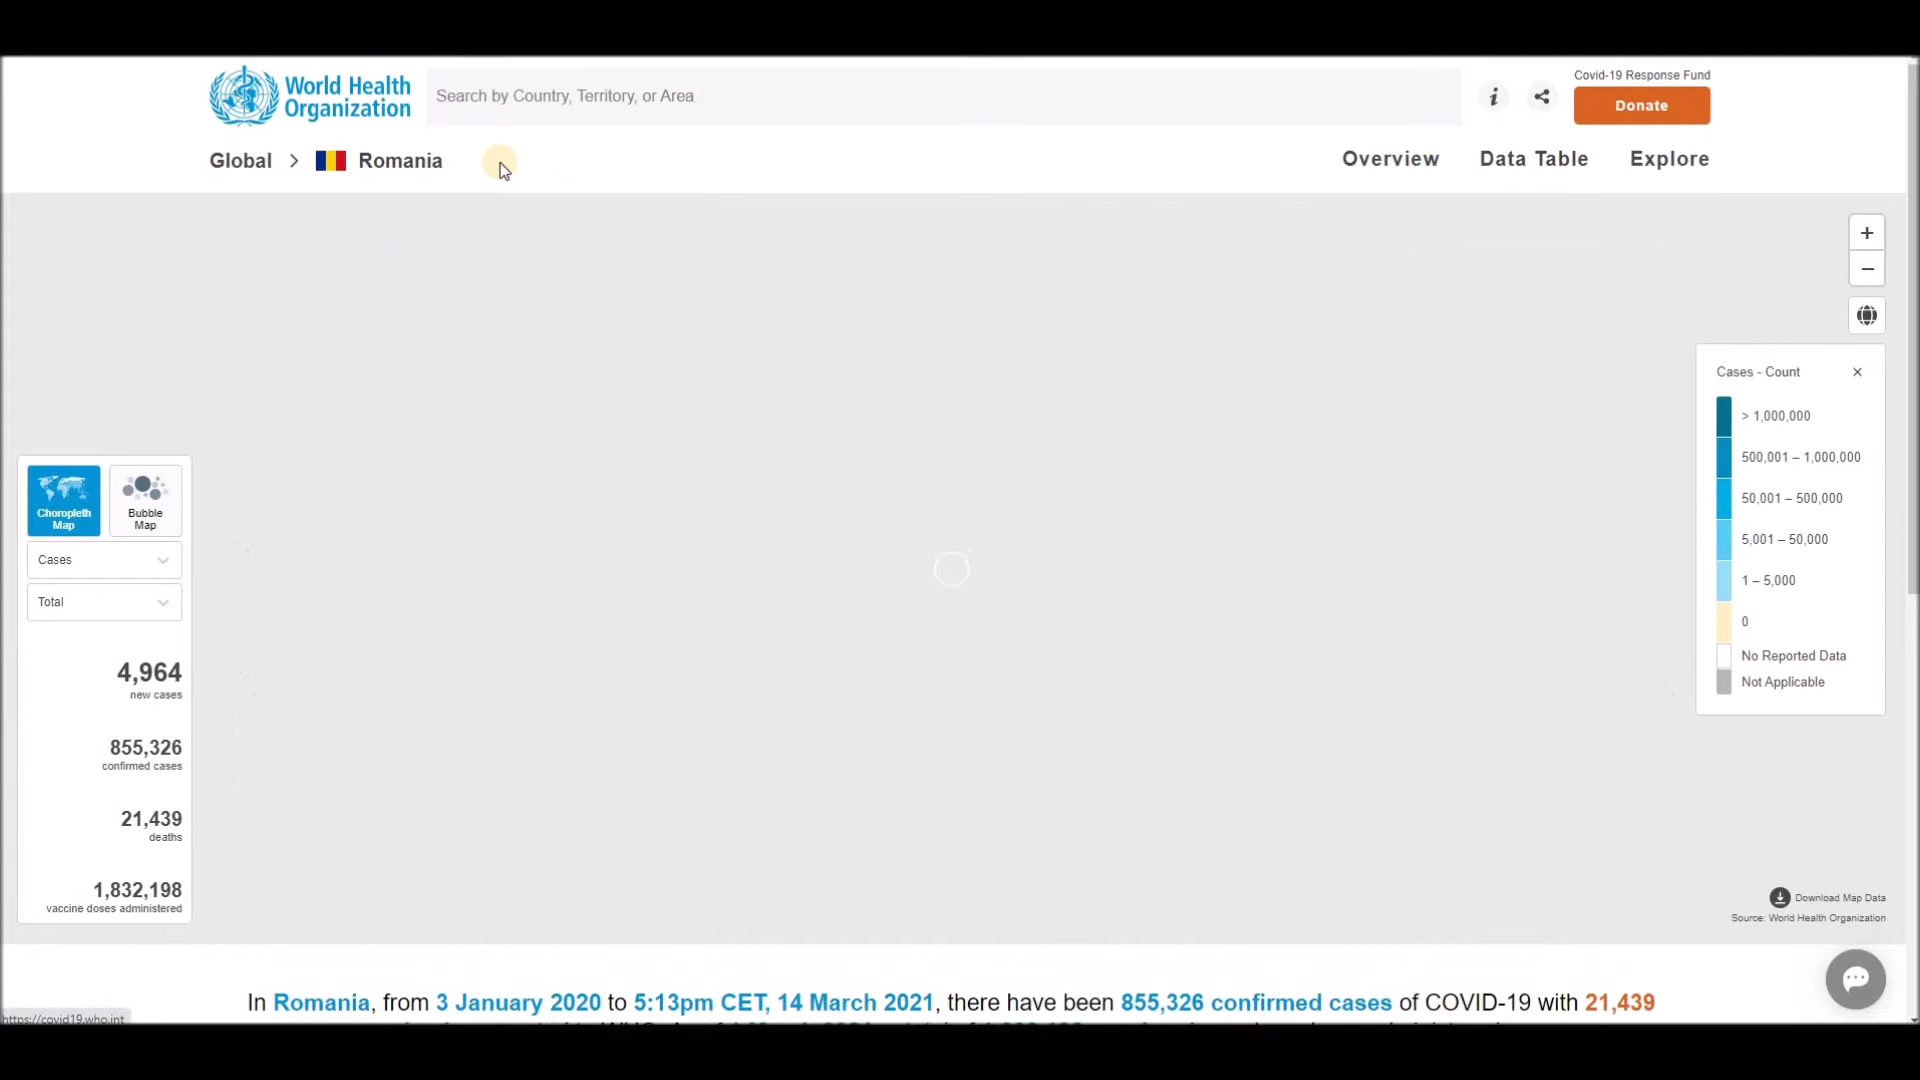 World Health
Organization
Search by Country, Territory, or Area
i
Covid-19 Response Fund
Donate
Global > Romania
Overview
Data Table
Explore
+
−
Cases - Count
> 1,000,000
500,001 – 1,000,000
50,001 – 500,000
5,001 – 50,000
1 – 5,000
0
No Reported Data
Not Applicable
Choropleth
Map
Bubble
Map
Cases
Total
4,964
new cases
855,326
confirmed cases
21,439
deaths
1,832,198
vaccine doses administered
Download Map Data
Source: World Health Organization
In Romania, from 3 January 2020 to 5:13pm CET, 14 March 2021, there have been 855,326 confirmed cases of COVID-19 with 21,439
https://covid19.who.int